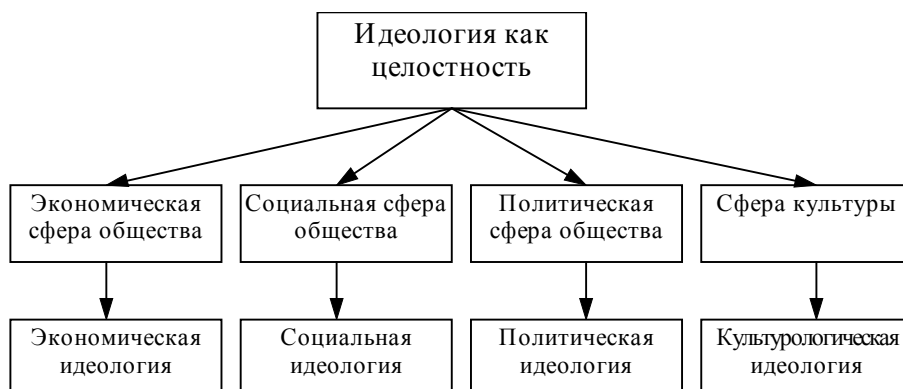 Идеология как
целостность
Экономическая
сфера общества
Социальная сфера
общества
Политическая
сфера общества
Сфера культуры
Экономическая
идеология
Социальная
идеология
Политическая
идеология
Культурологическая
идеология